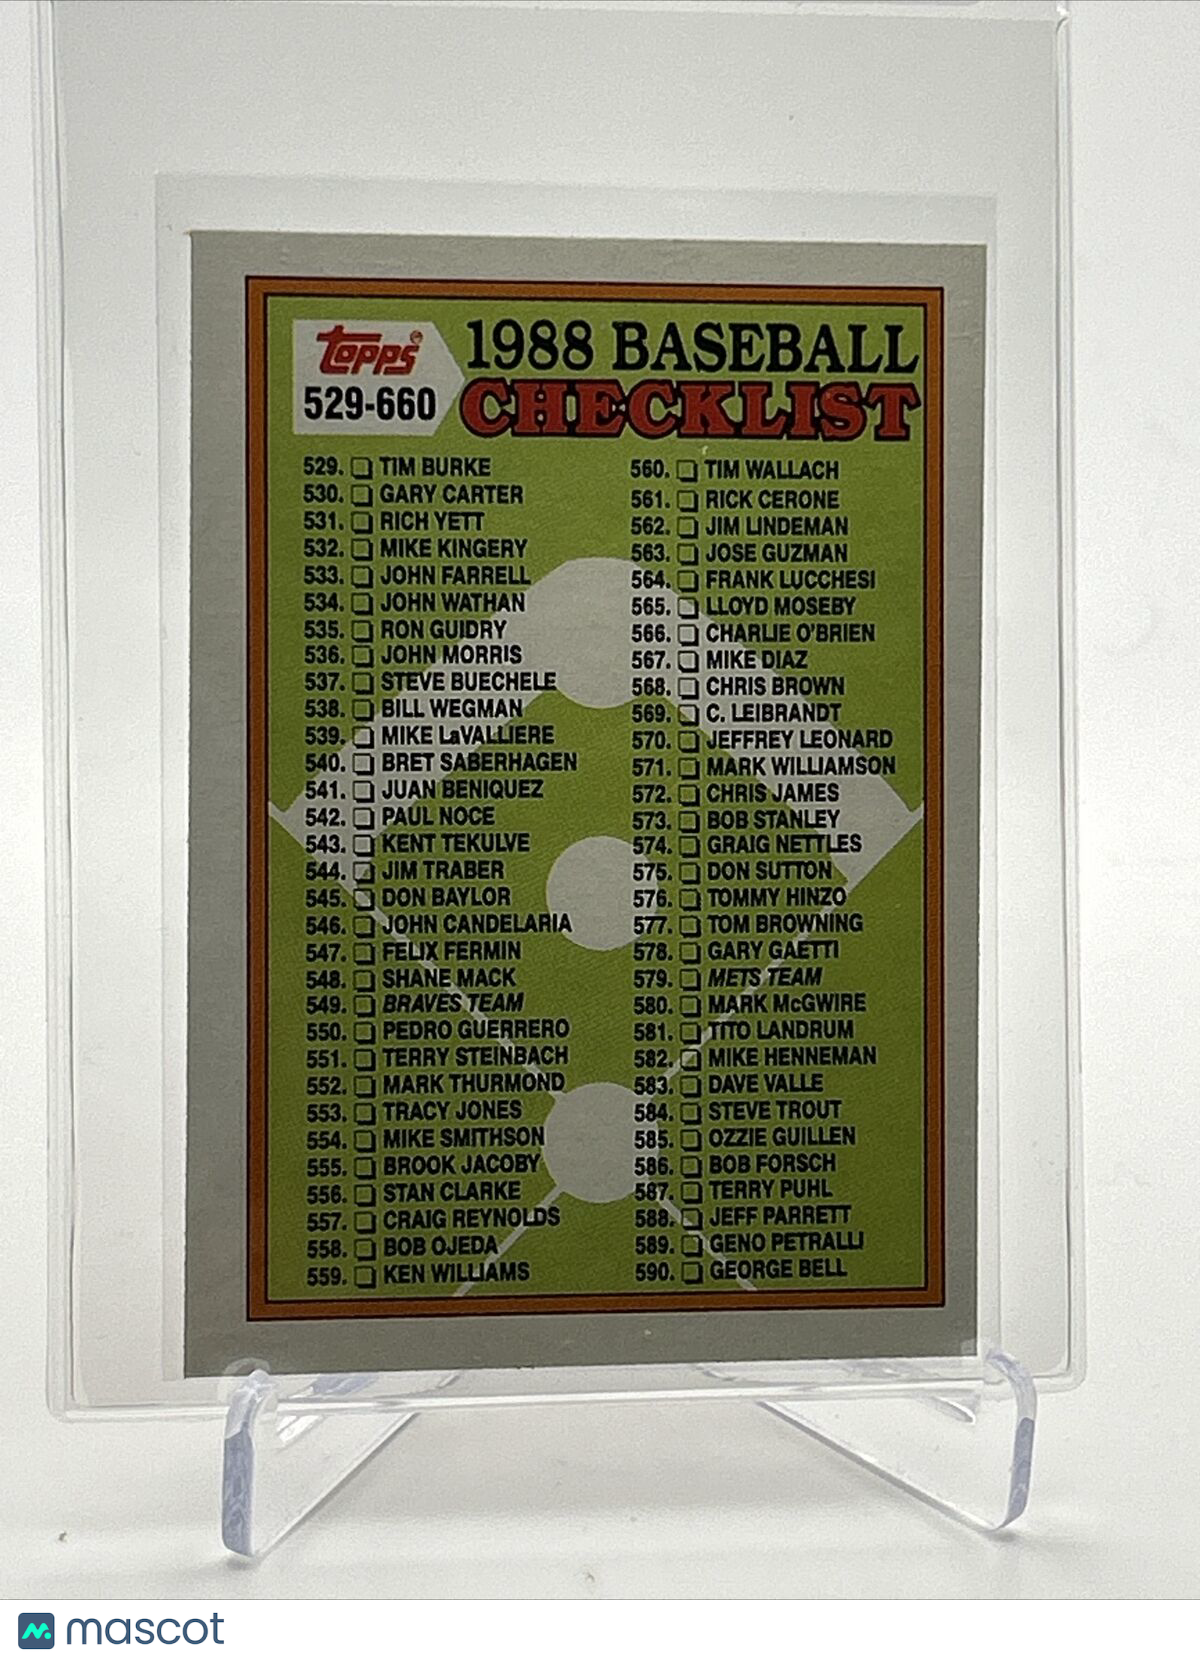 topps
529-660
1988 BASEBALL
CHECKLIST
529. TIM BURKE
530. GARY CARTER
531. RICH YETT
532. MIKE KINGERY
533. JOHN FARRELL
534. JOHN WATHAN
535. RON GUIDRY
536. JOHN MORRIS
537. STEVE BUECHELE
538. BILL WEGMAN
539. MIKE LaVALLIERE
540. BRET SABERHAGEN
541. JUAN BENIQUEZ
542. PAUL NOCE
543. KENT TEKULVE
544. JIM TRABER
545. DON BAYLOR
546. JOHN CANDELARIA
547. FELIX FERMIN
548. SHANE MACK
549. BRAVES TEAM
550. PEDRO GUERRERO
551. TERRY STEINBACH
552. MARK THURMOND
553. TRACY JONES
554. MIKE SMITHSON
555. BROOK JACOBY
556. STAN CLARKE
557. CRAIG REYNOLDS
558. BOB OJEDA
559. KEN WILLIAMS
560. TIM WALLACH
561. RICK CERONE
562. JIM LINDEMAN
563. JOSE GUZMAN
564. FRANK LUCCHESI
565. LLOYD MOSEBY
566. CHARLIE O'BRIEN
567. MIKE DIAZ
568. CHRIS BROWN
569. C. LEIBRANDT
570. JEFFREY LEONARD
571. MARK WILLIAMSON
572. CHRIS JAMES
573. BOB STANLEY
574. GRAIG NETTLES
575. DON SUTTON
576. TOMMY HINZO
577. TOM BROWNING
578. GARY GAETTI
579. METS TEAM
580. MARK McGWIRE
581. TITO LANDRUM
582. MIKE HENNEMAN
583. DAVE VALLE
584. STEVE TROUT
585. OZZIE GUILLEN
586. BOB FORSCH
587. TERRY PUHL
588. JEFF PARRETT
589. GENO PETRALLI
590. GEORGE BELL
mascot